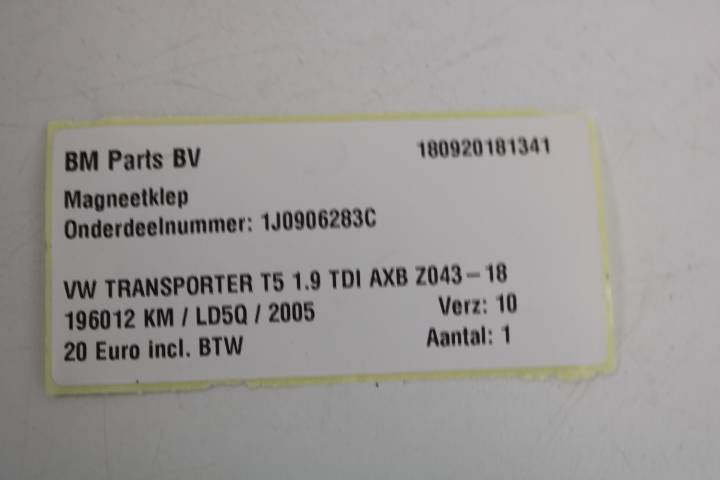 BM Parts BV 180920181341
Magneetklep
Onderdeelnummer: 1J0906283C
VW TRANSPORTER T5 1.9 TDI AXB Z043-18
196012 KM / LD5Q / 2005 Verz: 10
20 Euro incl. BTW Aantal: 1